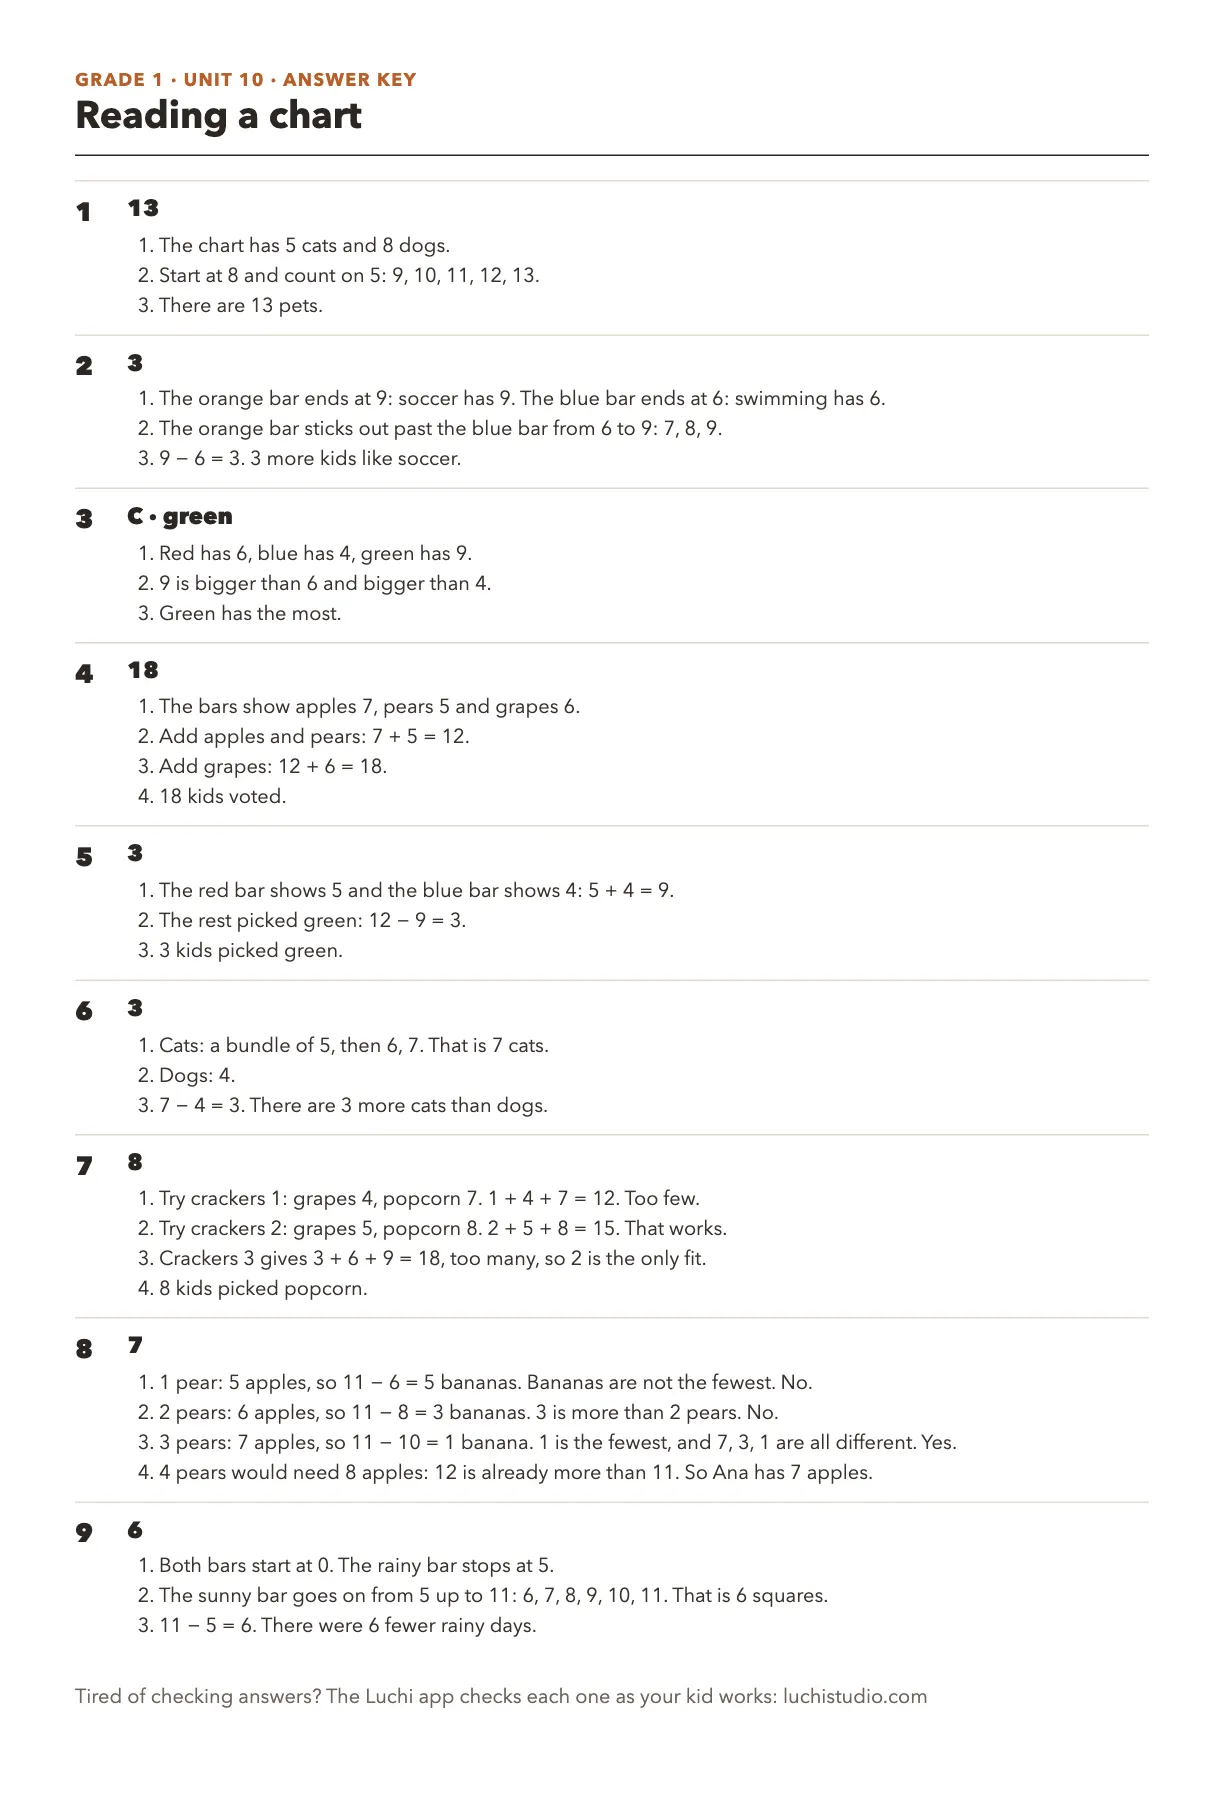 GRADE 1 · UNIT 10 · ANSWER KEY
Reading a chart
1 13
1. The chart has 5 cats and 8 dogs.
2. Start at 8 and count on 5: 9, 10, 11, 12, 13.
3. There are 13 pets.
2 3
1. The orange bar ends at 9: soccer has 9. The blue bar ends at 6: swimming has 6.
2. The orange bar sticks out past the blue bar from 6 to 9: 7, 8, 9.
3. 9 − 6 = 3. 3 more kids like soccer.
3 C · green
1. Red has 6, blue has 4, green has 9.
2. 9 is bigger than 6 and bigger than 4.
3. Green has the most.
4 18
1. The bars show apples 7, pears 5 and grapes 6.
2. Add apples and pears: 7 + 5 = 12.
3. Add grapes: 12 + 6 = 18.
4. 18 kids voted.
5 3
1. The red bar shows 5 and the blue bar shows 4: 5 + 4 = 9.
2. The rest picked green: 12 − 9 = 3.
3. 3 kids picked green.
6 3
1. Cats: a bundle of 5, then 6, 7. That is 7 cats.
2. Dogs: 4.
3. 7 − 4 = 3. There are 3 more cats than dogs.
7 8
1. Try crackers 1: grapes 4, popcorn 7. 1 + 4 + 7 = 12. Too few.
2. Try crackers 2: grapes 5, popcorn 8. 2 + 5 + 8 = 15. That works.
3. Crackers 3 gives 3 + 6 + 9 = 18, too many, so 2 is the only fit.
4. 8 kids picked popcorn.
8 7
1. 1 pear: 5 apples, so 11 − 6 = 5 bananas. Bananas are not the fewest. No.
2. 2 pears: 6 apples, so 11 − 8 = 3 bananas. 3 is more than 2 pears. No.
3. 3 pears: 7 apples, so 11 − 10 = 1 banana. 1 is the fewest, and 7, 3, 1 are all different. Yes.
4. 4 pears would need 8 apples: 12 is already more than 11. So Ana has 7 apples.
9 6
1. Both bars start at 0. The rainy bar stops at 5.
2. The sunny bar goes on from 5 up to 11: 6, 7, 8, 9, 10, 11. That is 6 squares.
3. 11 − 5 = 6. There were 6 fewer rainy days.
Tired of checking answers? The Luchi app checks each one as your kid works: luchistudio.com